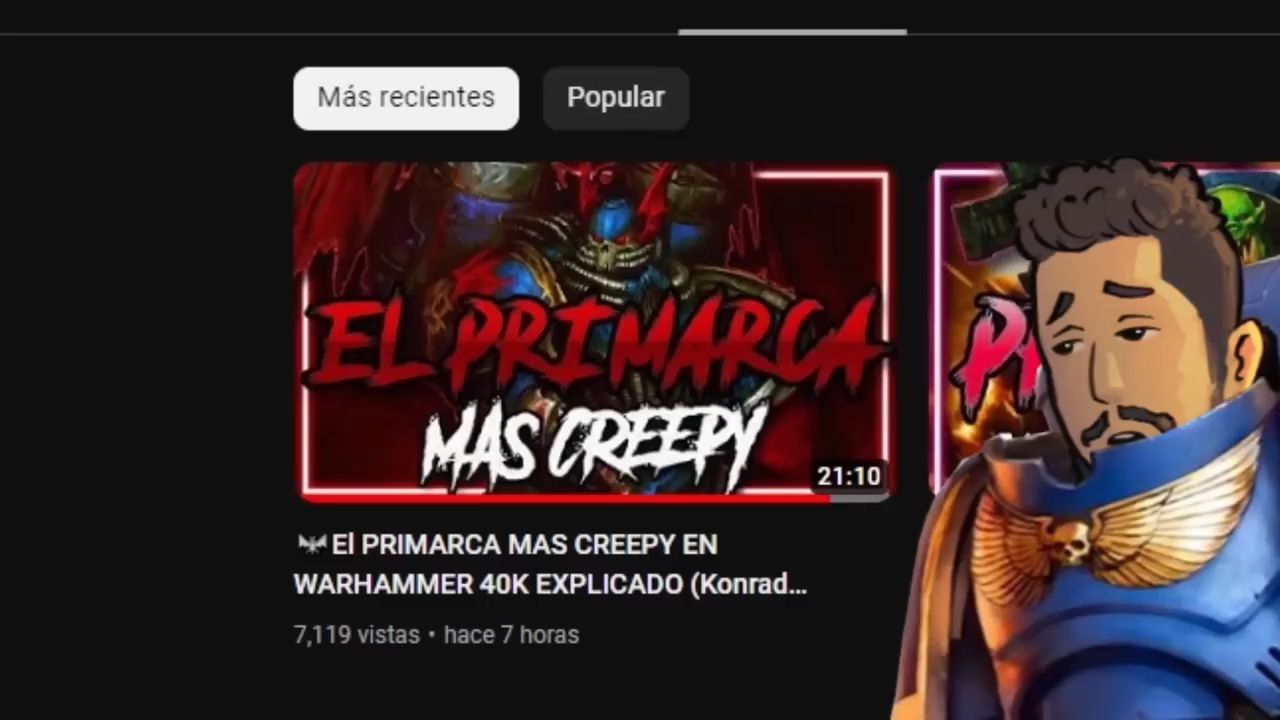 Más recientes
Popular
EL PRIMARCA
MAS CREEPY
21:10
El PRIMARCA MAS CREEPY EN
WARHAMMER 40K EXPLICADO (Konrad...
7,119 vistas • hace 7 horas